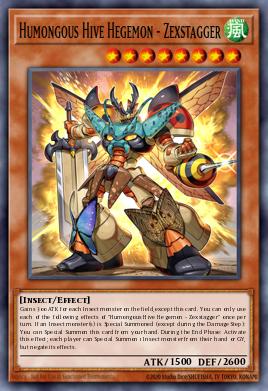 Humongous Hive Hegemon - Zexstagger
WIND
風
[Insect/Effect]
Gains 300 ATK for each Insect monster on the field, except this card. You can only use
each of the following effects of "Humongous Hive Hegemon - Zexstagger" once per
turn. If an Insect monster(s) is Special Summoned (except during the Damage Step):
You can Special Summon this card from your hand. During the End Phase: Activate
this effect; each player can Special Summon 1 Insect monster from their hand or GY,
but negate its effects.
ATK/1500 DEF/2600
©2020 Studio Dice/SHUEISHA, TV TOKYO, KONAMI